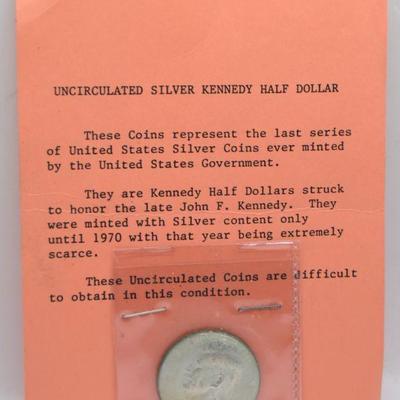 UNCIRCULATED SILVER KENNEDY HALF DOLLAR
These Coins represent the last series
of United States Silver Coins ever minted
by the United States Government.
They are Kennedy Half Dollars struck
to honor the late John F. Kennedy. They
were minted with Silver content only
until 1970 with that year being extremely
scarce.
These Uncirculated Coins are difficult
to obtain in this condition.